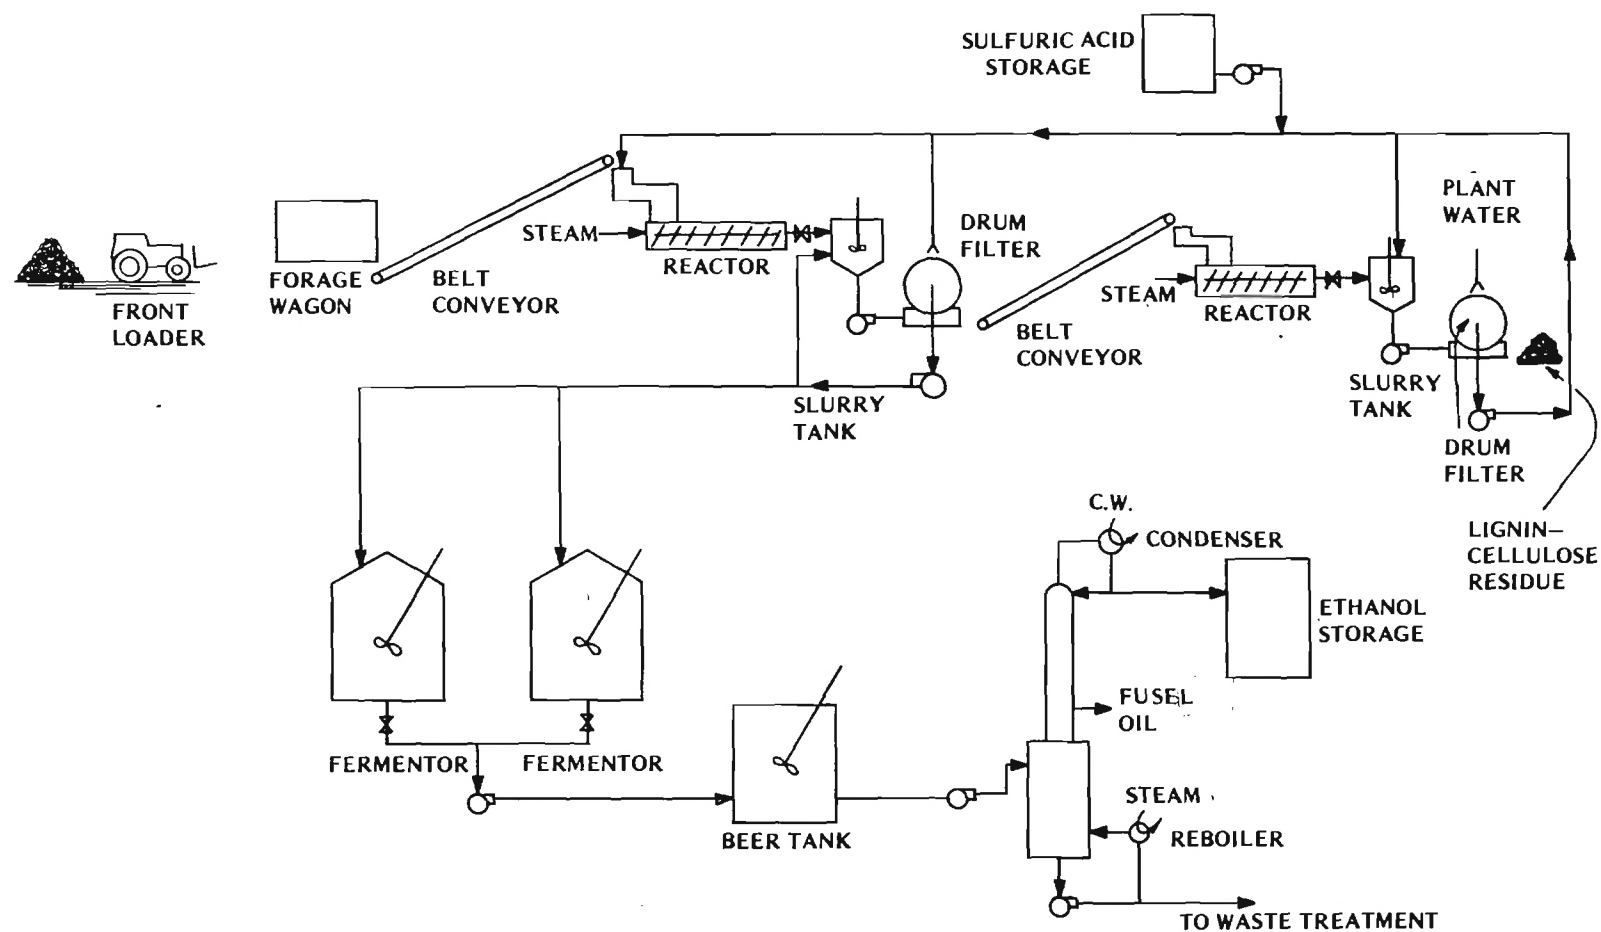 SULFURIC ACID
STORAGE
PLANT
WATER
DRUM
FILTER
STEAM
REACTOR
FORAGE
WAGON
BELT
CONVEYOR
FRONT
LOADER
STEAM
REACTOR
BELT
CONVEYOR
SLURRY
TANK
SLURRY
TANK
DRUM
FILTER
LIGNIN—
CELLULOSE
RESIDUE
C.W.
CONDENSER
ETHANOL
STORAGE
FUSEL
OIL
FERMENTOR
FERMENTOR
BEER TANK
STEAM
REBOILER
TO WASTE TREATMENT